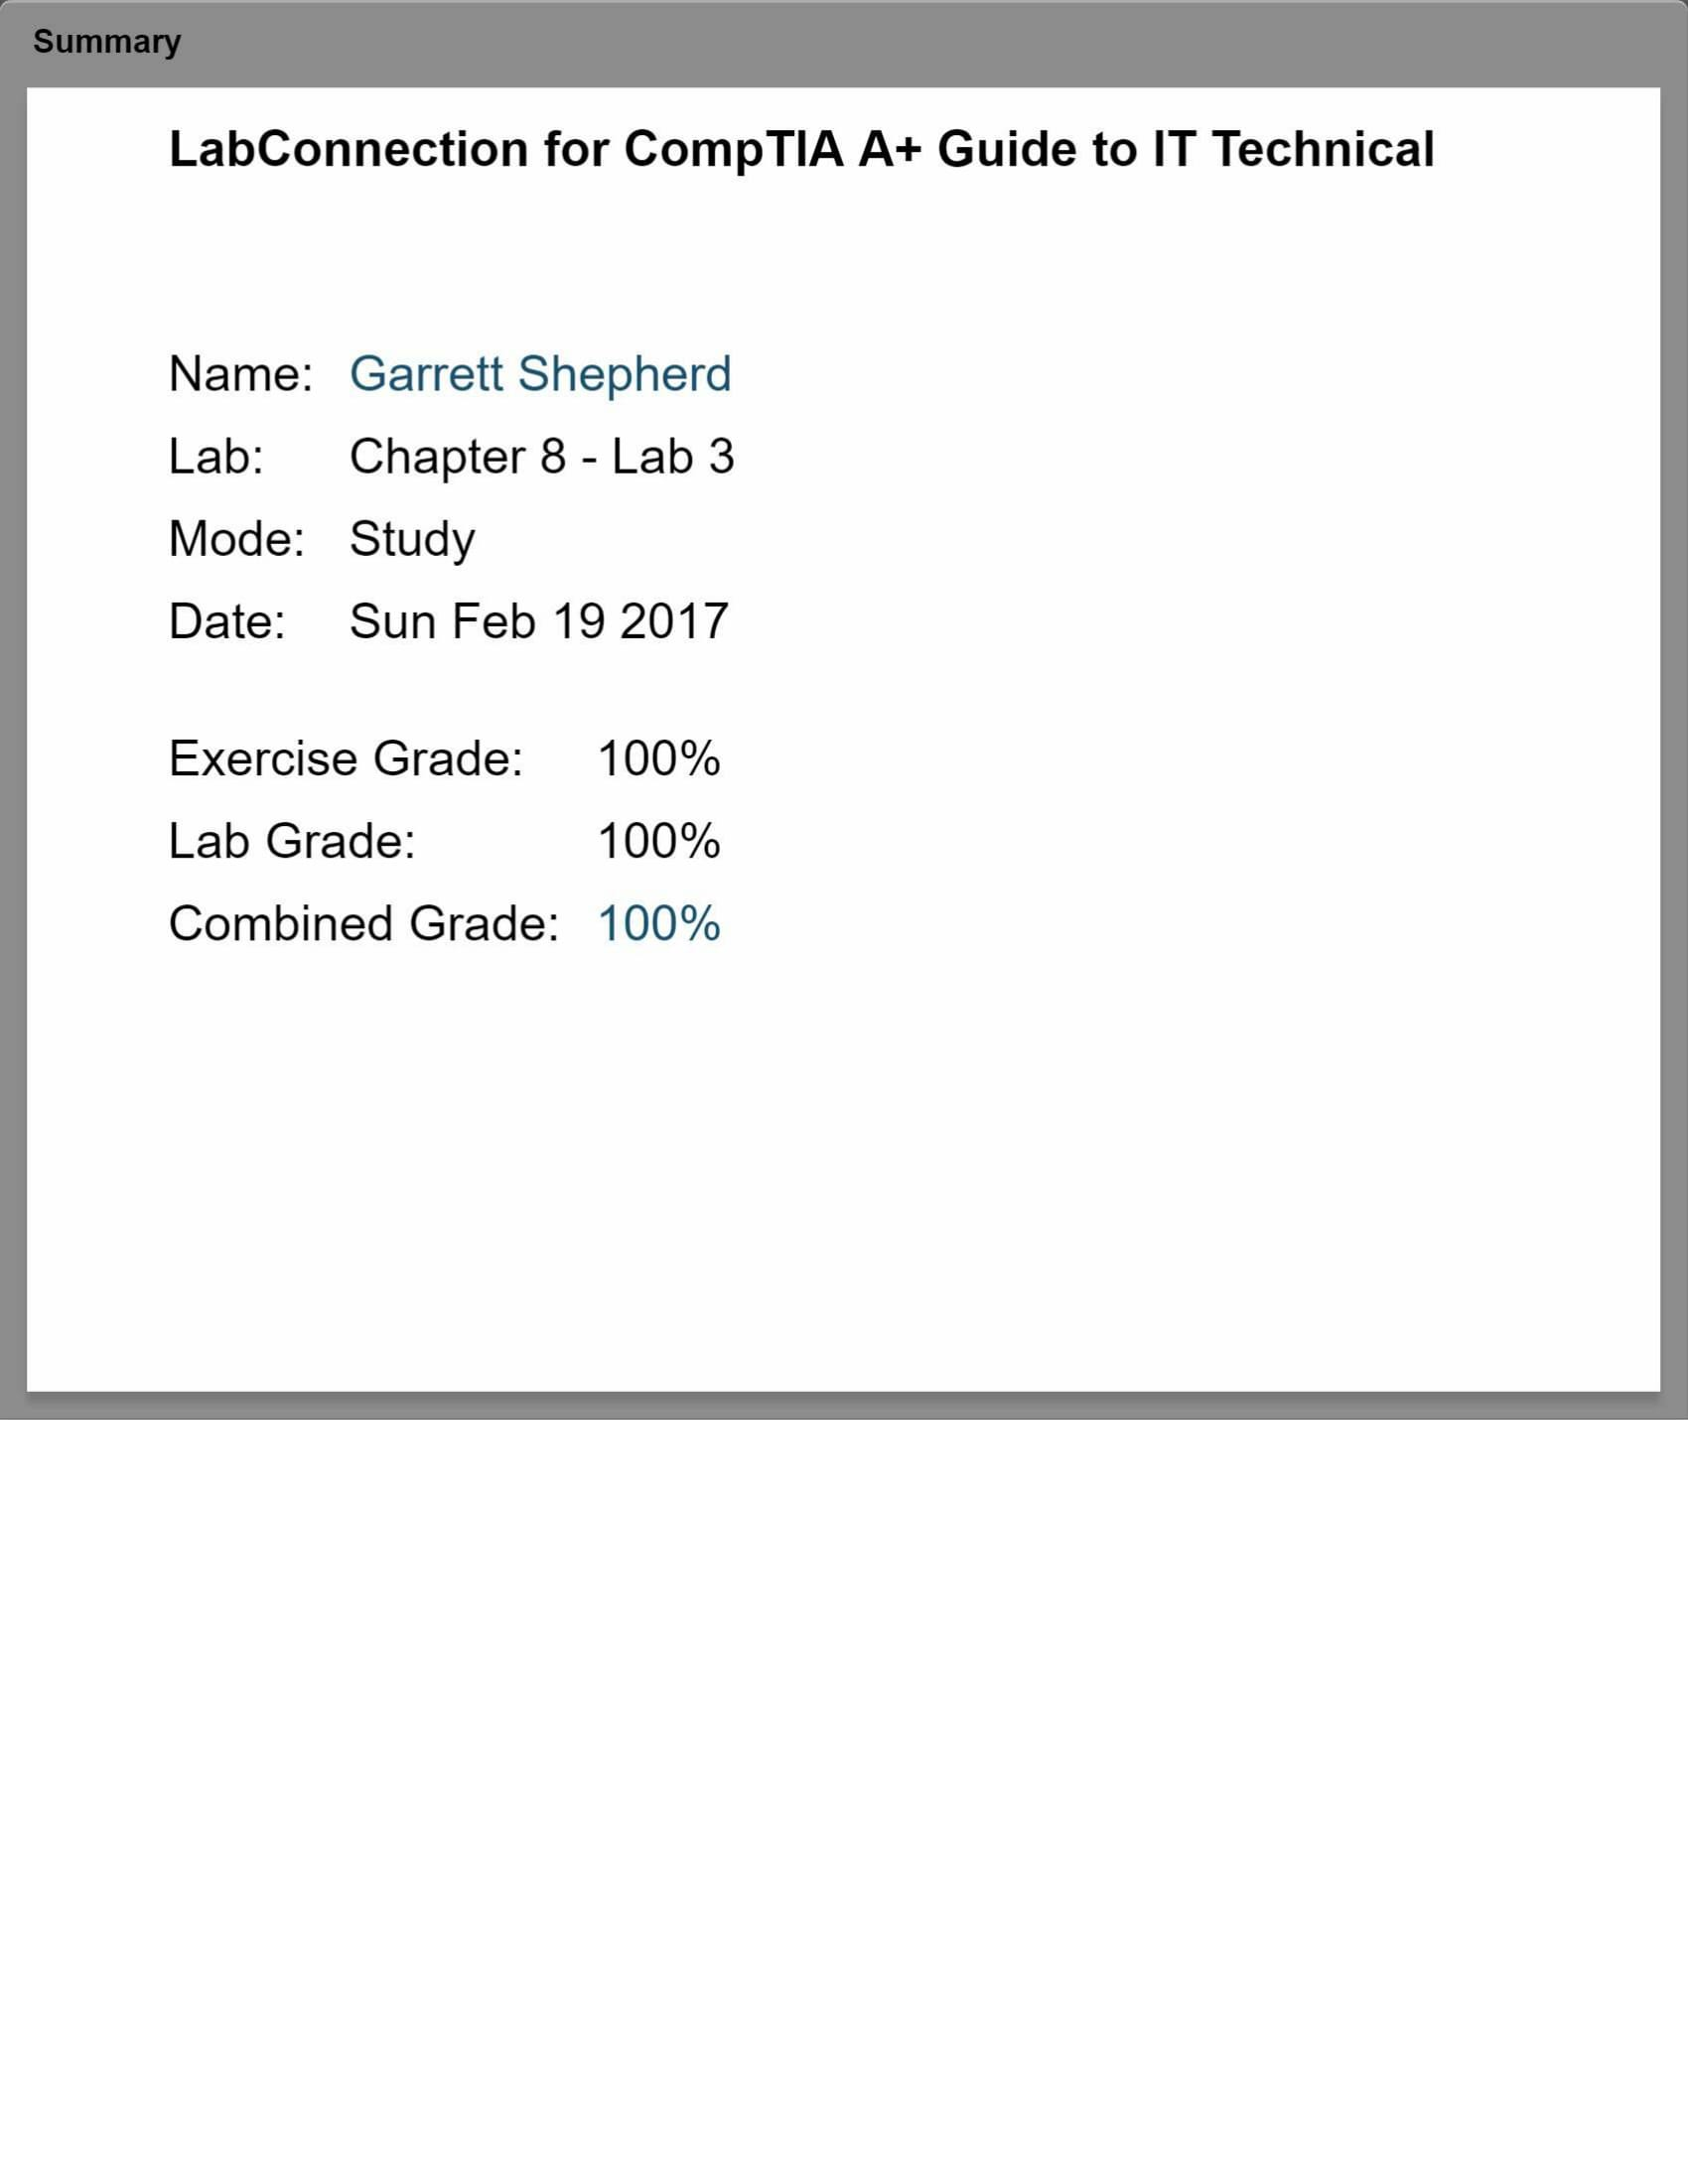 Summary
LabConnection for CompTIA A+ Guide to IT Technical
Name: Garrett Shepherd
Lab: Chapter 8 - Lab 3
Mode: Study
Date: Sun Feb 19 2017
Exercise Grade: 100%
Lab Grade: 100%
Combined Grade: 100%